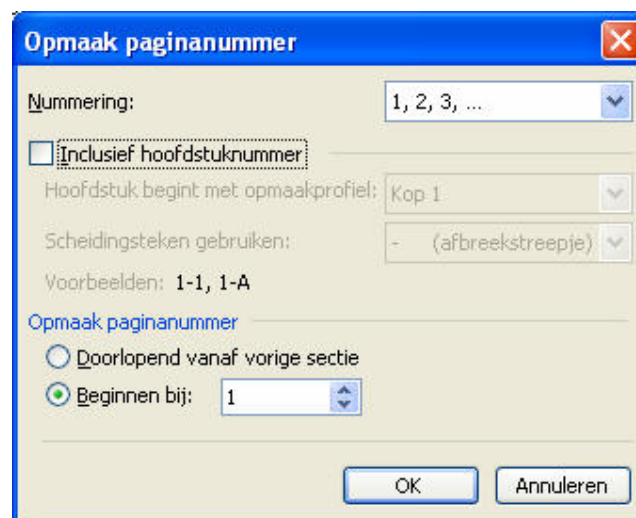 Opmaak paginanummer
Nummering: 1, 2, 3, ...
Inclusief hoofdstuknummer
Hoofdstuk begint met opmaakprofiel: Kop 1
Scheidingsteken gebruiken: - (afbreekstreepje)
Voorbeelden: 1-1, 1-A
Opmaak paginanummer
Doorlopend vanaf vorige sectie
Beginnen bij: 1
OK Annuleren